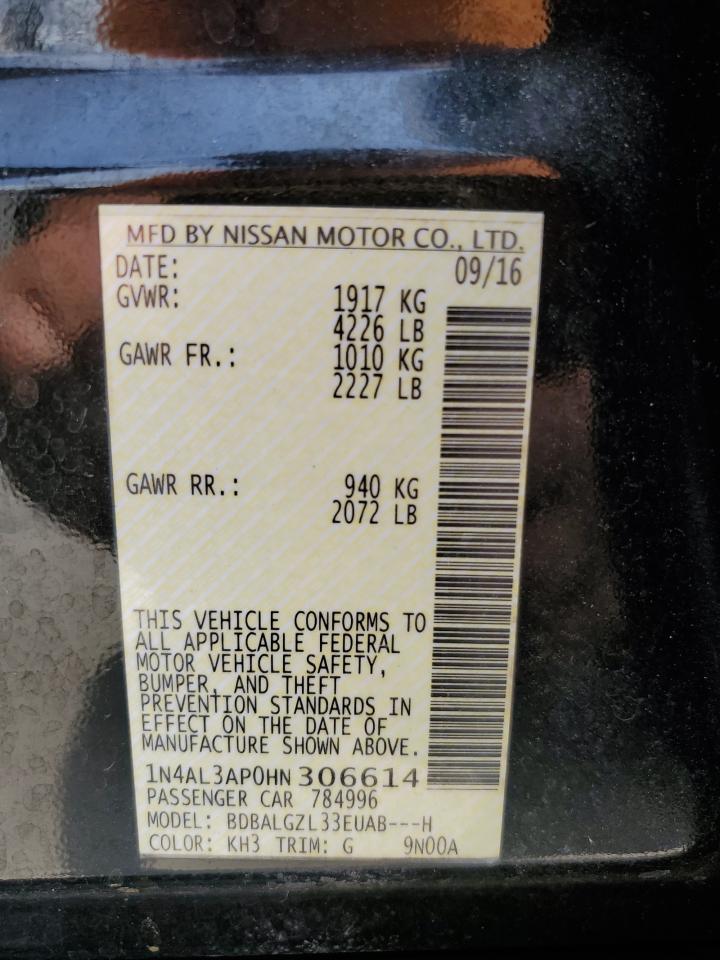 MFD BY NISSAN MOTOR CO., LTD.
DATE: 09/16
GVWR: 1917 KG
4226 LB
GAWR FR.: 1010 KG
2227 LB
GAWR RR.: 940 KG
2072 LB
THIS VEHICLE CONFORMS TO
ALL APPLICABLE FEDERAL
MOTOR VEHICLE SAFETY,
BUMPER, AND THEFT
PREVENTION STANDARDS IN
EFFECT ON THE DATE OF
MANUFACTURE SHOWN ABOVE.
1N4AL3AP0HN306614
PASSENGER CAR 784996
MODEL: BDBALGZL33EUAB---H
COLOR: KH3 TRIM: G 9N00A